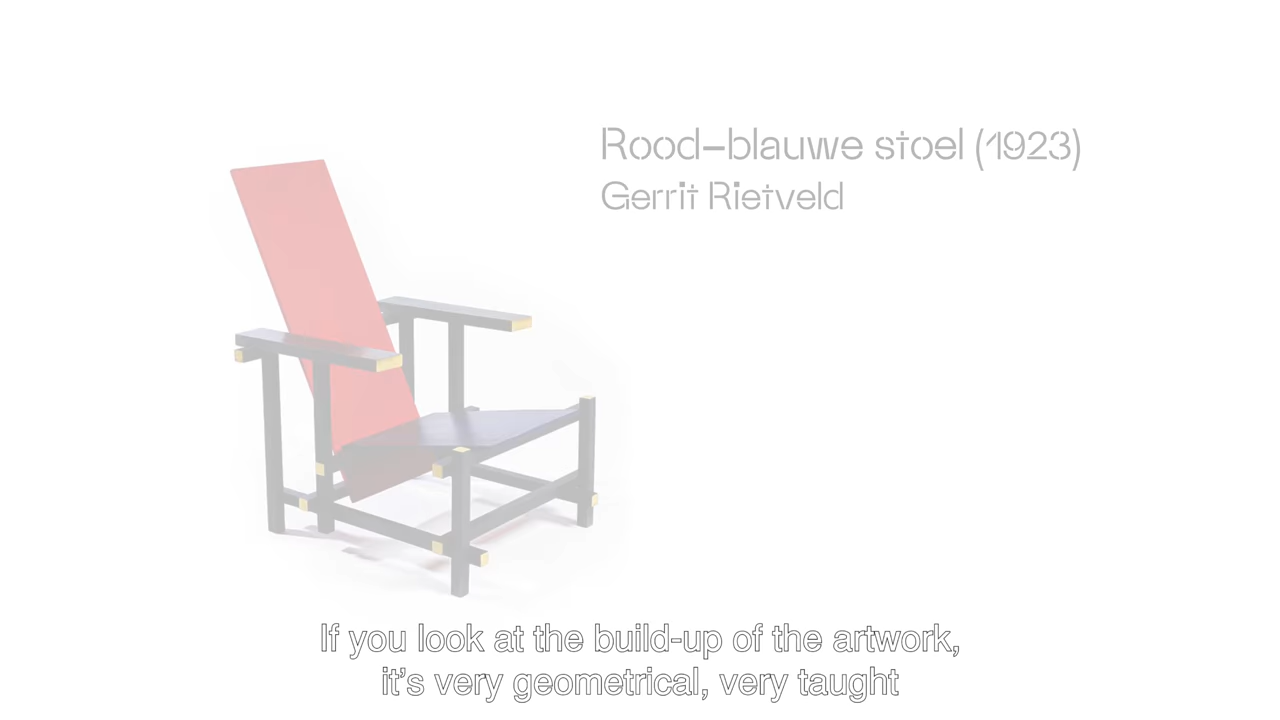 Rood-blauwe stoel (1923)
Gerrit Rietveld
If you look at the build-up of the artwork,
it's very geometrical, very taught